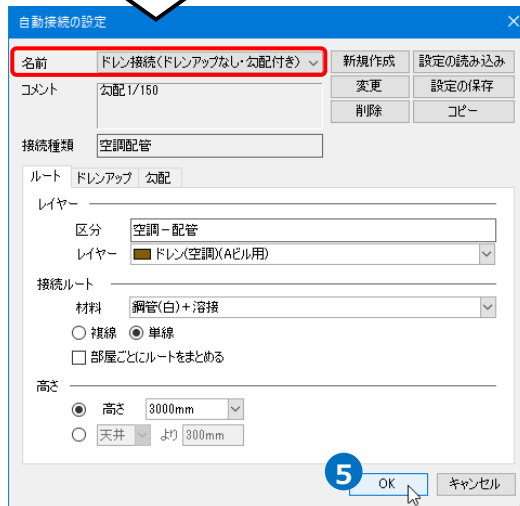 自動接続の設定
名前 ドレン接続(ドレンアップなし・勾配付き) 新規作成 設定の読み込み
コメント 勾配 1/150 変更 設定の保存
削除 コピー
接続種類 空調配管
ルート ドレンアップ 勾配
レイヤー
区分 空調－配管
レイヤー ドレン(空調)(Aビル用)
接続ルート
材料 鋼管(白)+溶接
複線 単線
部屋ごとにルートをまとめる
高さ
高さ 3000mm
天井 より 300mm
5 OK キャンセル